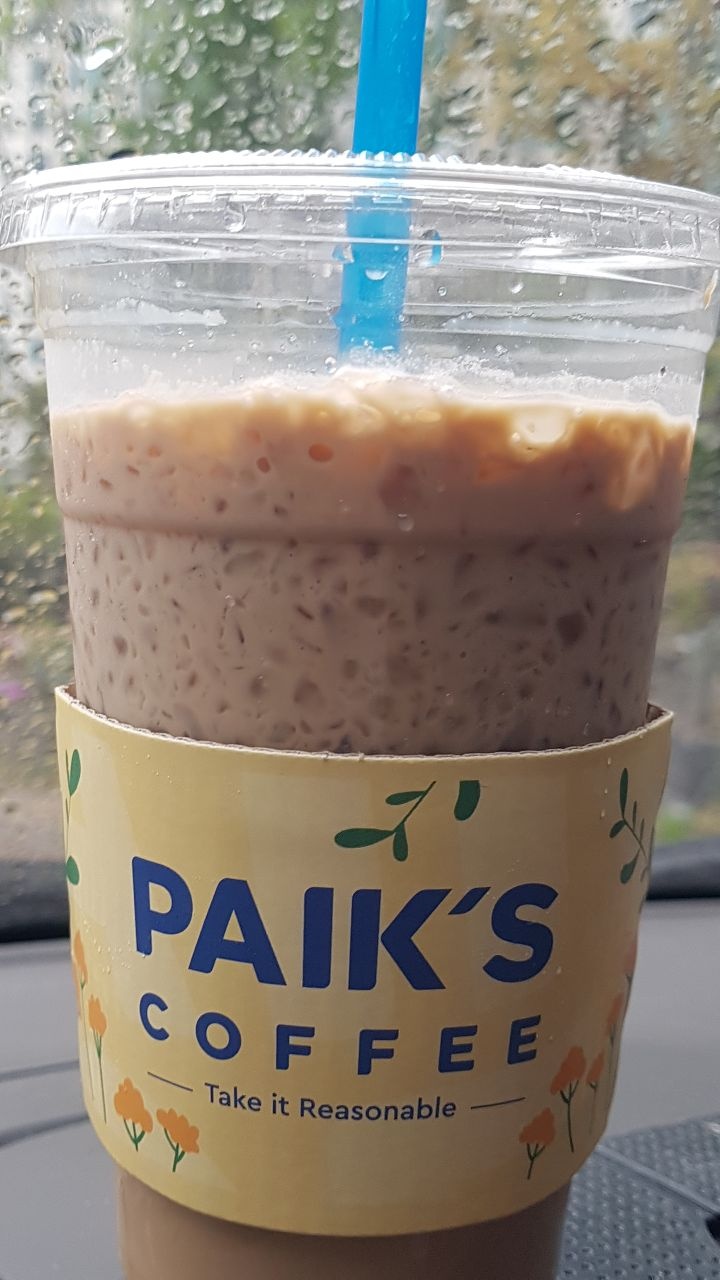 PAIK'S
COFFEE
Take it Reasonable